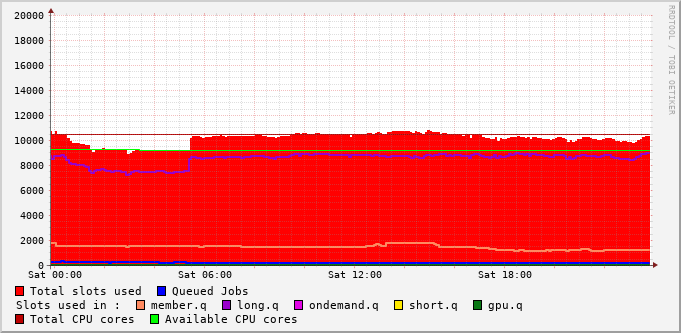 20000
18000
16000
14000
12000
10000
8000
6000
4000
2000
0
Sat 00:00 Sat 06:00 Sat 12:00 Sat 18:00
Total slots used Queued Jobs
Slots used in : member.q long.q ondemand.q short.q gpu.q
Total CPU cores Available CPU cores
RRDTOOL / TOBI OETIKER